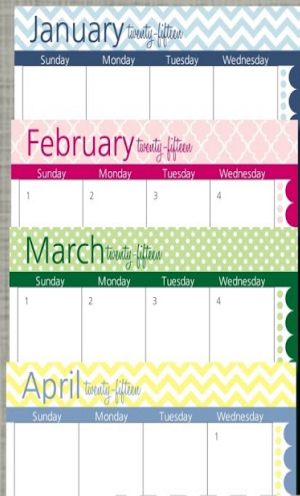 January twenty-fifteen
Sunday Monday Tuesday Wednesday
February twenty-fifteen
Sunday Monday Tuesday Wednesday
1 2 3 4
March twenty-fifteen
Sunday Monday Tuesday Wednesday
1 2 3 4
April twenty-fifteen
Sunday Monday Tuesday Wednesday
1